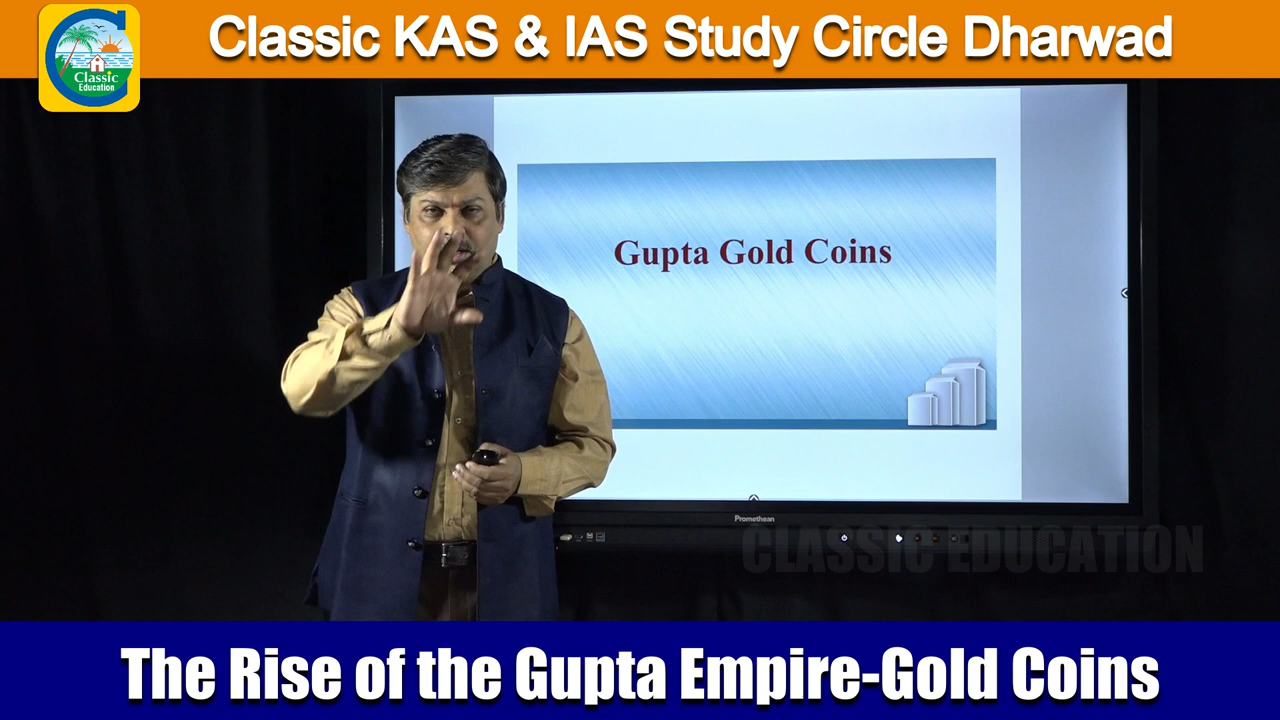 Classic KAS & IAS Study Circle Dharwad
Classic
Education
Gupta Gold Coins
Promethean
CLASSIC EDUCATION
The Rise of the Gupta Empire-Gold Coins